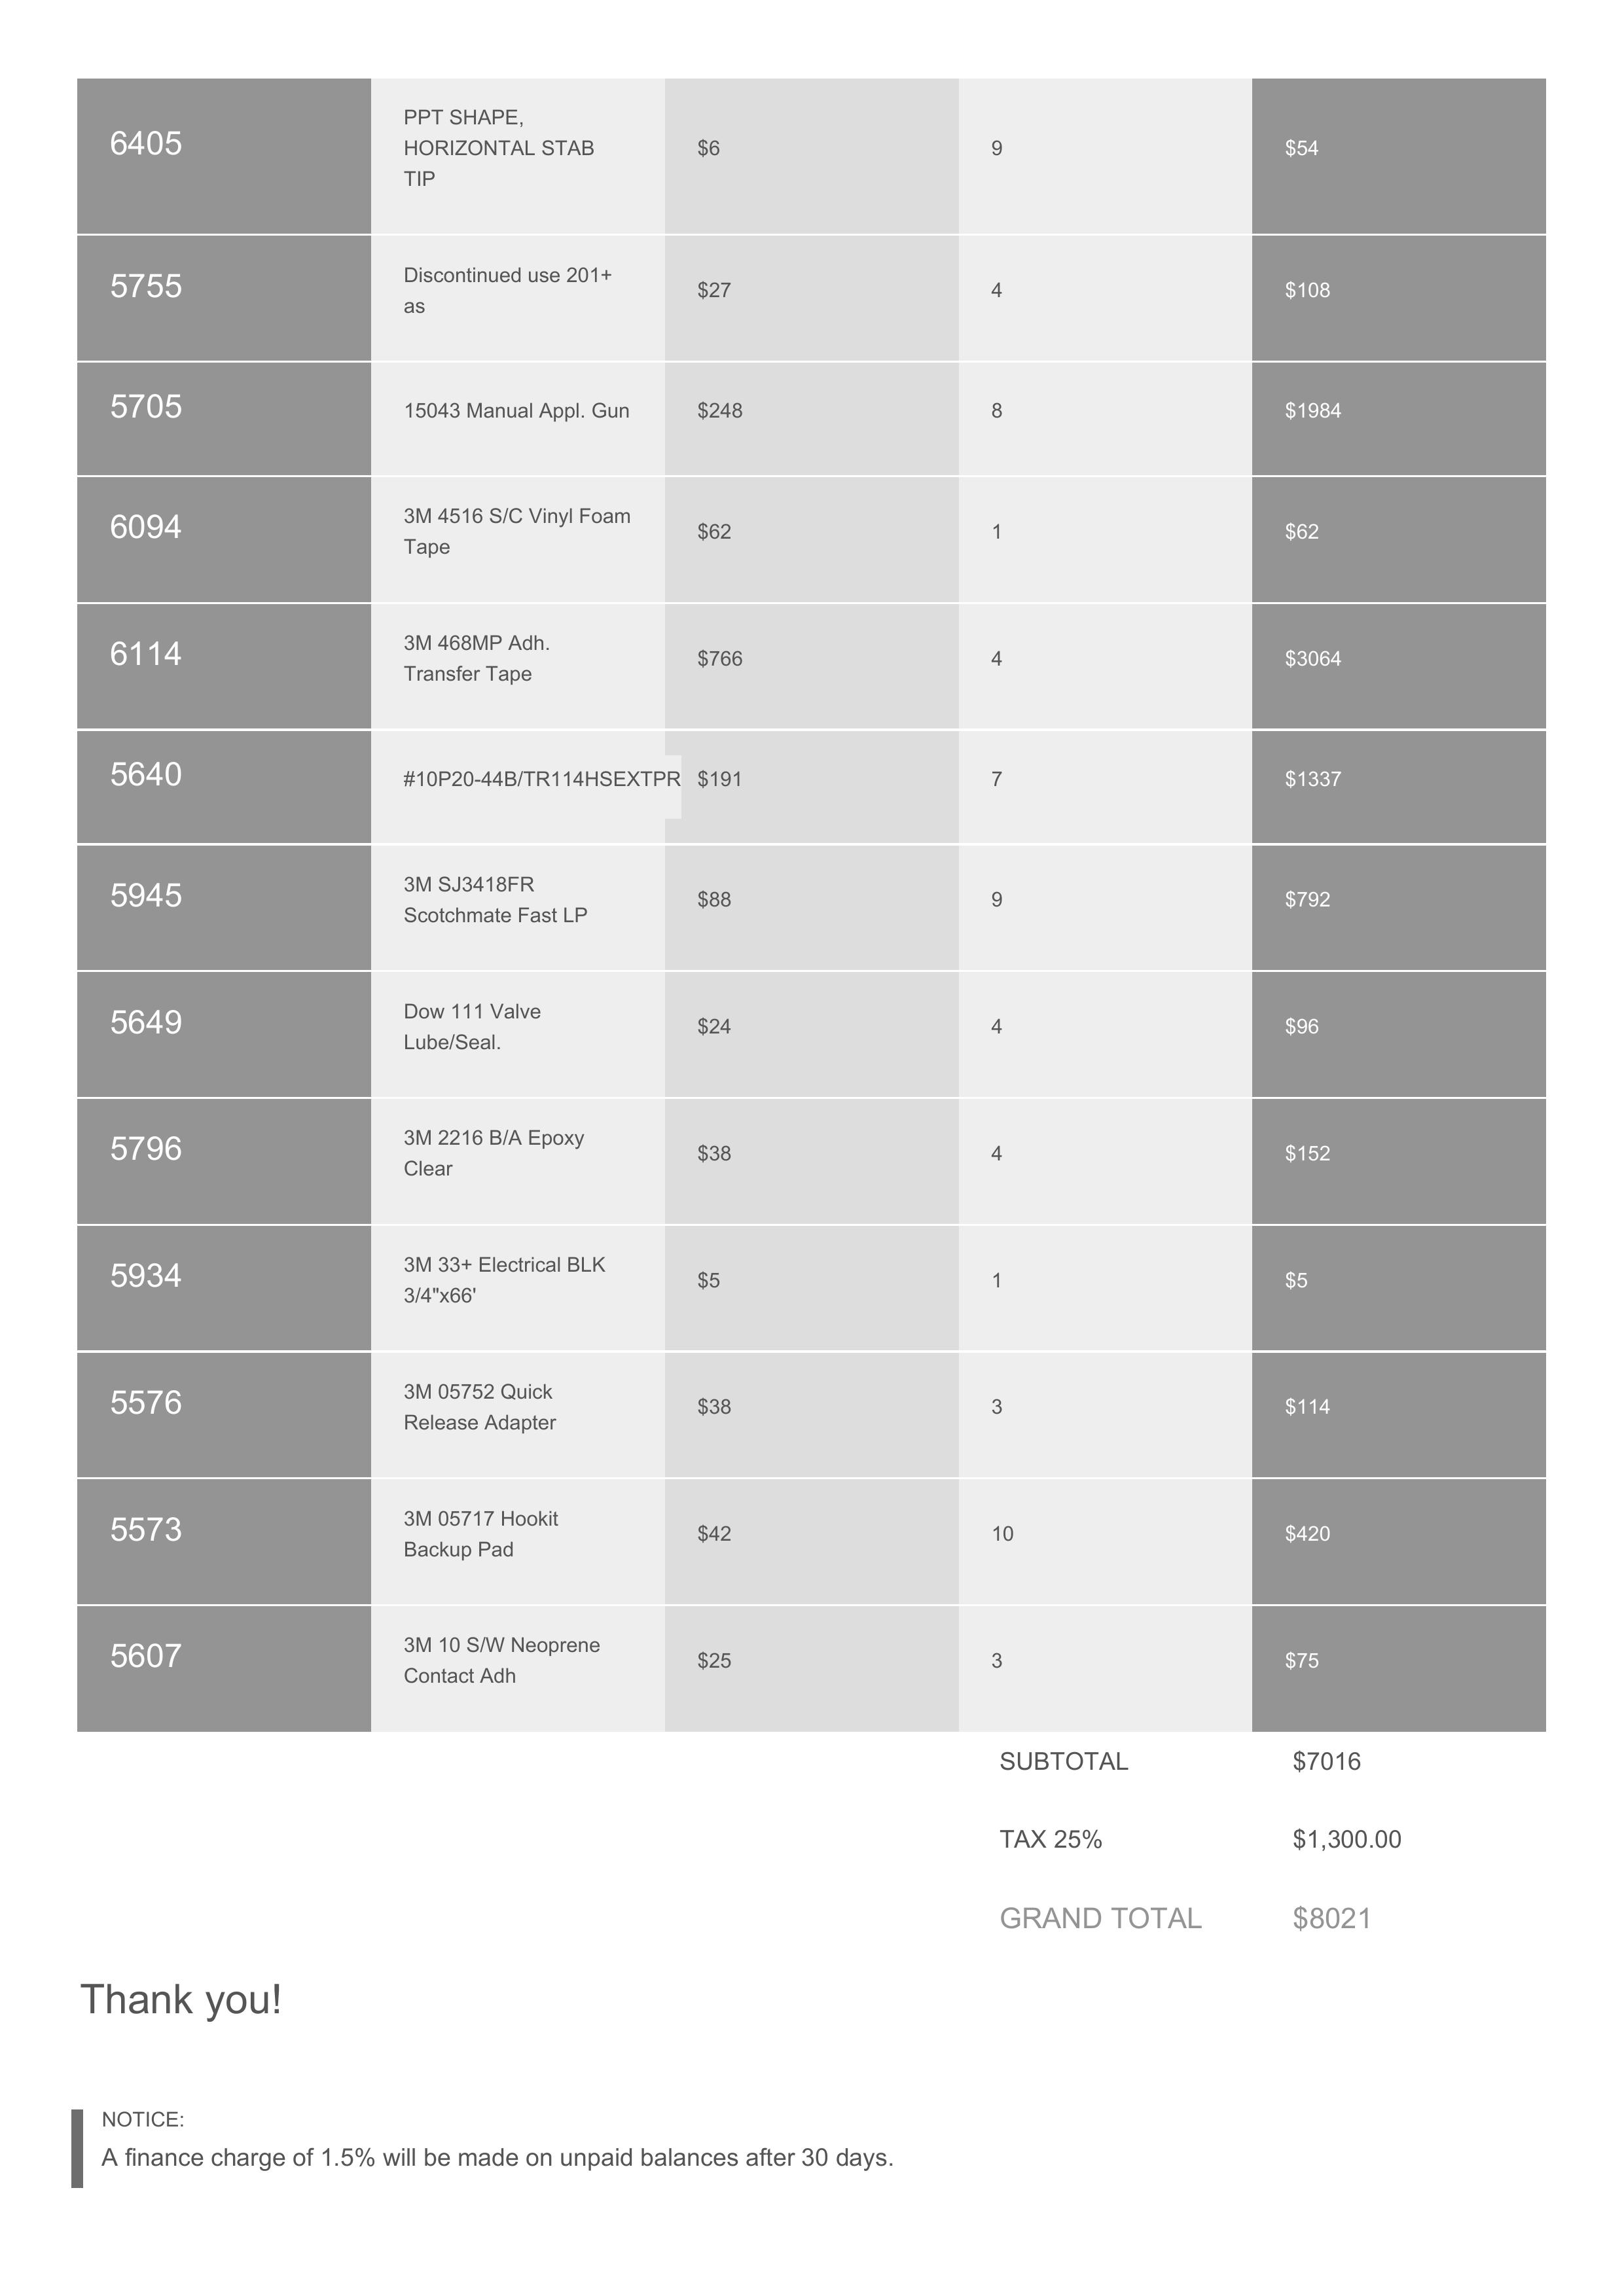 6405
PPT SHAPE,
HORIZONTAL STAB
TIP
$6
9
$54
5755
Discontinued use 201+
as
$27
4
$108
5705
15043 Manual Appl. Gun
$248
8
$1984
6094
3M 4516 S/C Vinyl Foam
Tape
$62
1
$62
6114
3M 468MP Adh.
Transfer Tape
$766
4
$3064
5640
#10P20-44B/TR114HSEXTPR
$191
7
$1337
5945
3M SJ3418FR
Scotchmate Fast LP
$88
9
$792
5649
Dow 111 Valve
Lube/Seal.
$24
4
$96
5796
3M 2216 B/A Epoxy
Clear
$38
4
$152
5934
3M 33+ Electrical BLK
3/4"x66'
$5
1
$5
5576
3M 05752 Quick
Release Adapter
$38
3
$114
5573
3M 05717 Hookit
Backup Pad
$42
10
$420
5607
3M 10 S/W Neoprene
Contact Adh
$25
3
$75
SUBTOTAL $7016
TAX 25% $1,300.00
GRAND TOTAL $8021
Thank you!
NOTICE:
A finance charge of 1.5% will be made on unpaid balances after 30 days.